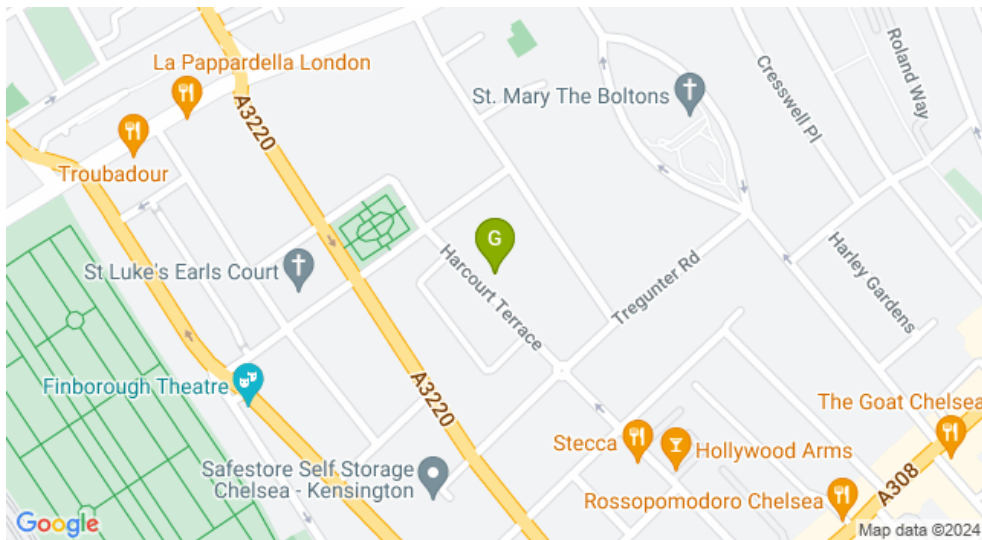 La Pappardella London
Troubadour
A3220
St. Mary The Boltons
Cresswell Pl
Roland Way
St Luke's Earls Court
G
Harcourt Terrace
Tregunter Rd
Harley Gardens
Finborough Theatre
A3220
The Goat Chelsea
Stecca
Hollywood Arms
Safestore Self Storage
Chelsea - Kensington
Rossopomodoro Chelsea
A308
Google
Map data ©2024